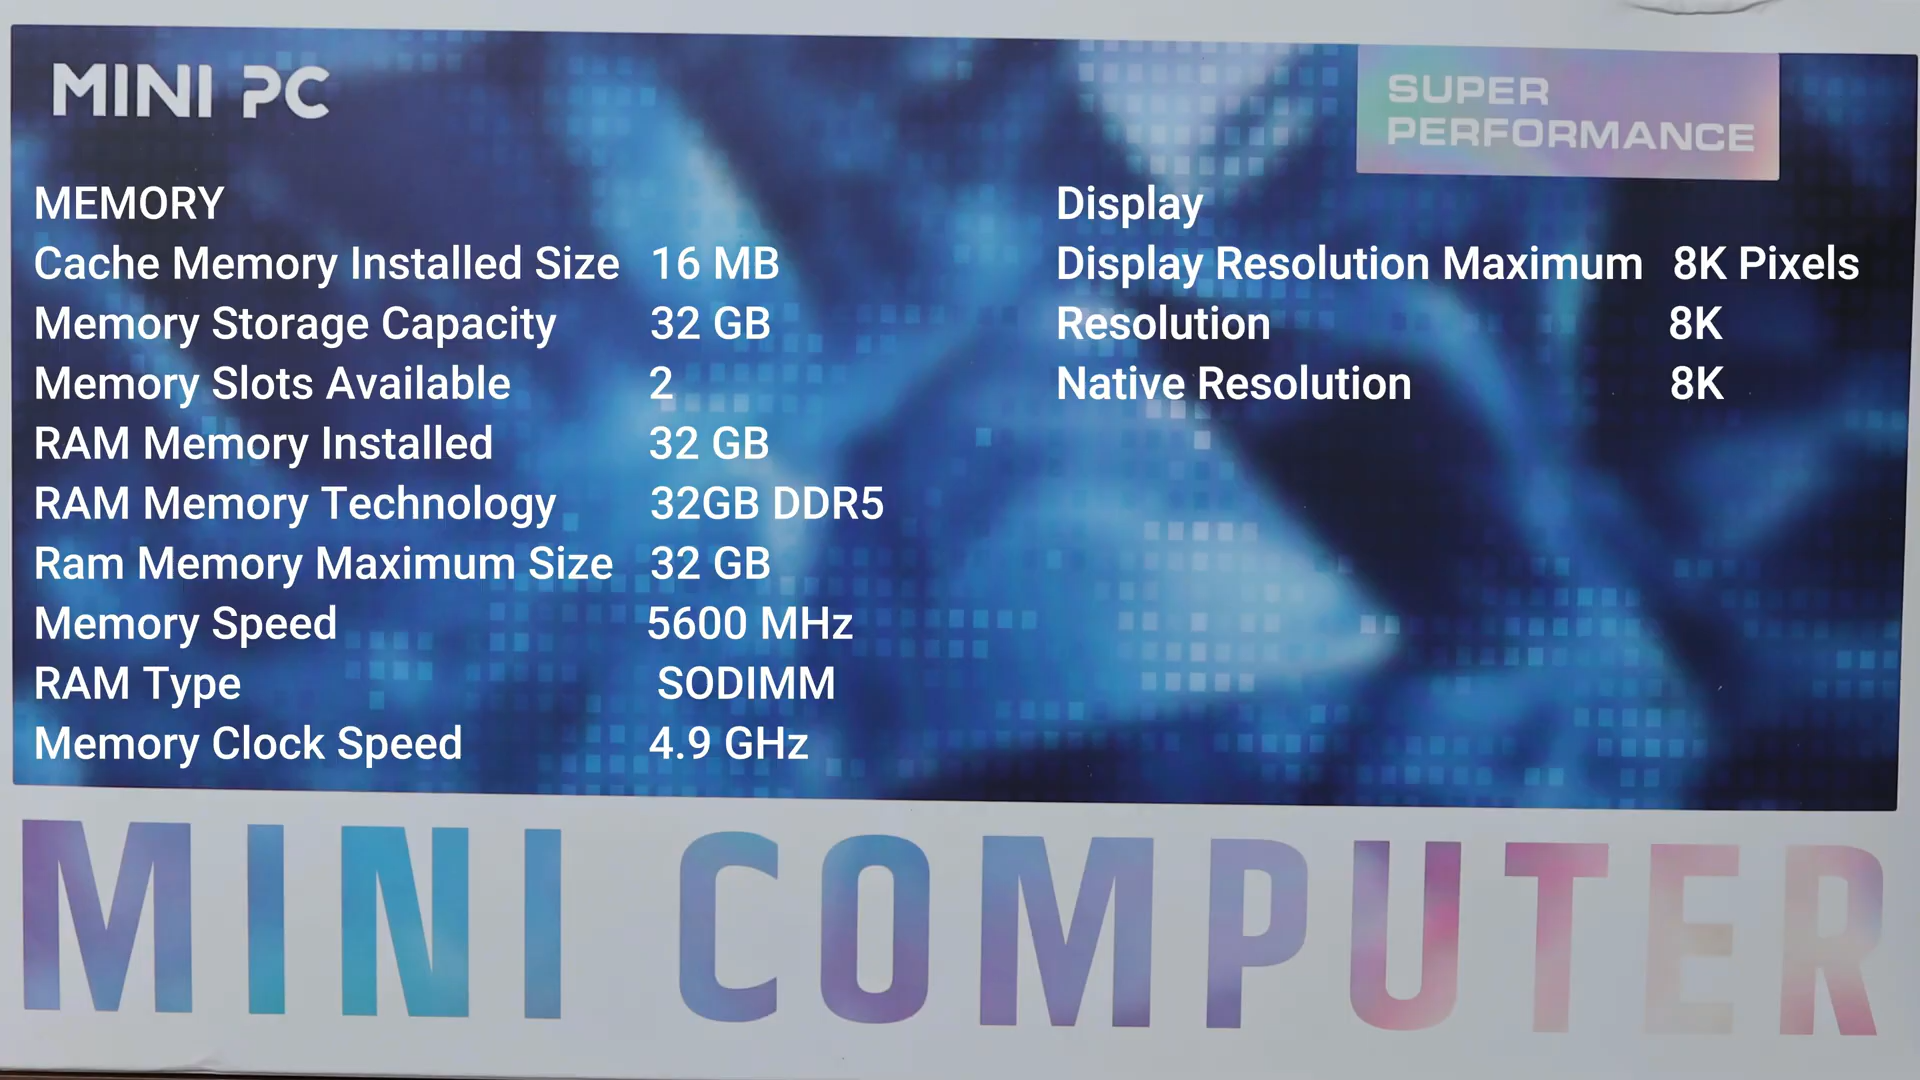 MINI PC
SUPER
PERFORMANCE
MEMORY
Cache Memory Installed Size 16 MB
Memory Storage Capacity 32 GB
Memory Slots Available 2
RAM Memory Installed 32 GB
RAM Memory Technology 32GB DDR5
Ram Memory Maximum Size 32 GB
Memory Speed 5600 MHz
RAM Type SODIMM
Memory Clock Speed 4.9 GHz
Display
Display Resolution Maximum 8K Pixels
Resolution 8K
Native Resolution 8K
MINI COMPUTER